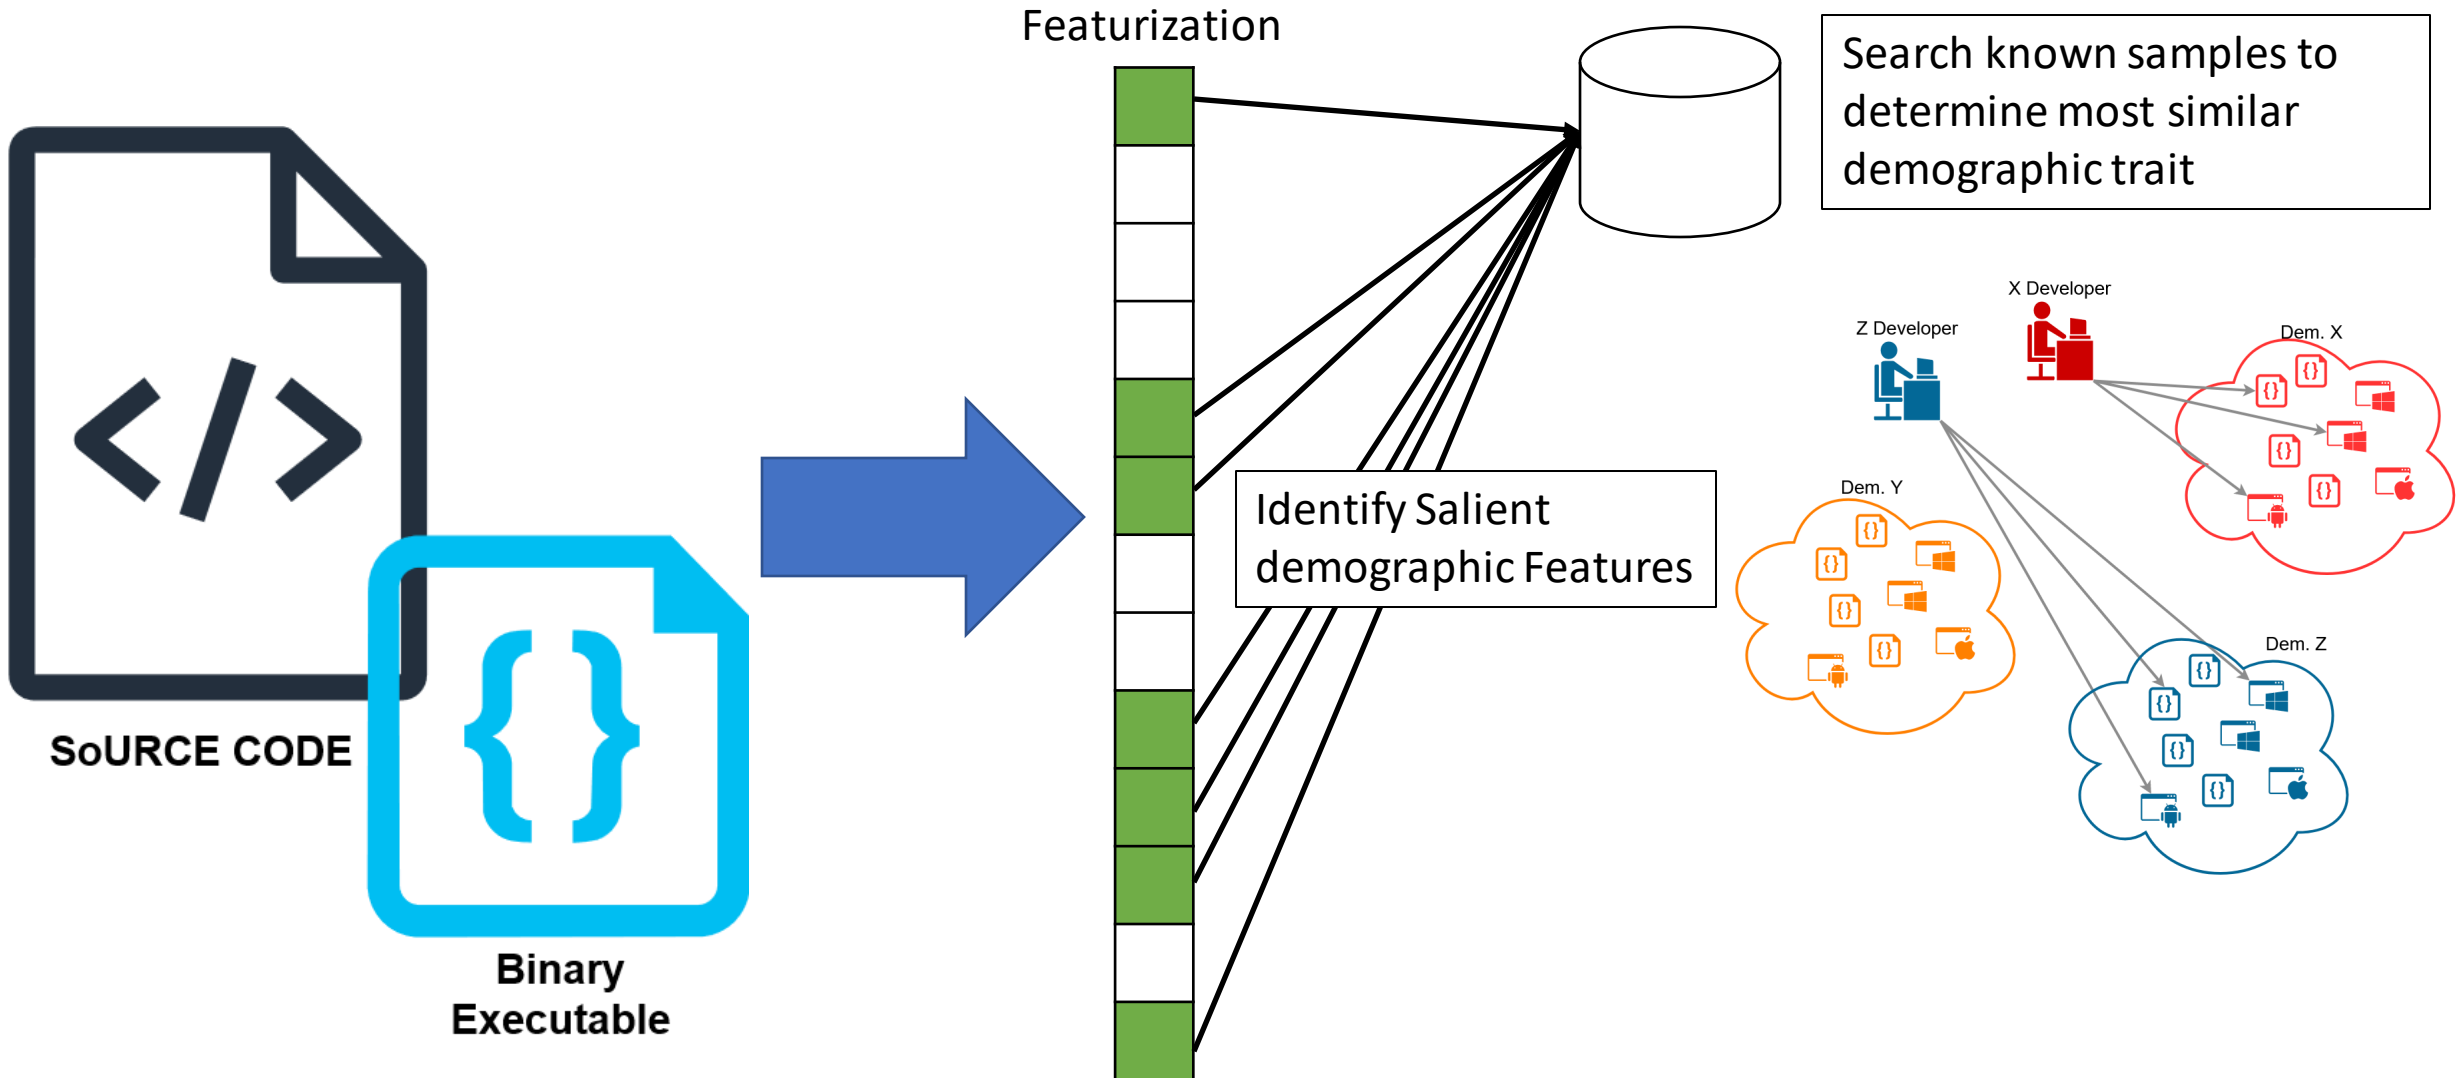 Featurization
Search known samples to
determine most similar
demographic trait
X Developer
Z Developer
Dem. X
Dem. Y
Identify Salient
demographic Features
Dem. Z
SoURCE CODE
Binary
Executable